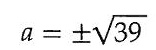 a = ±√39